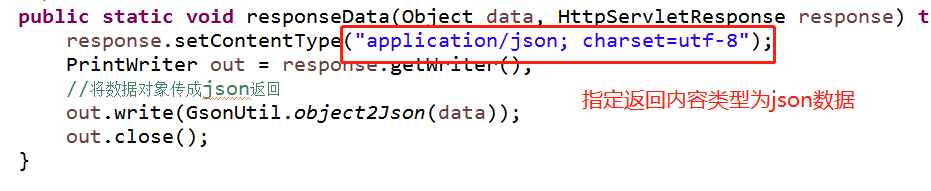 public static void responseData(Object data, HttpServletResponse response) t
response.setContentType("application/json; charset=utf-8");
PrintWriter out = response.getWriter();
//将数据对象传成json返回
out.write(GsonUtil.object2Json(data));
指定返回内容类型为json数据
out.close();
}